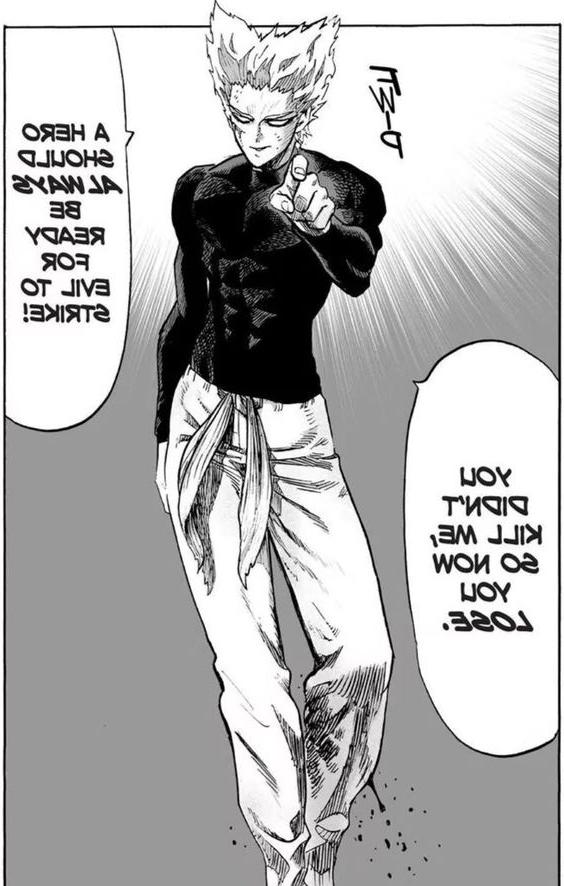 A HERO
SHOULD
ALWAYS
BE
READY
FOR
EVIL TO
STRIKE!
YOU
DIDN'T
KILL ME,
SO NOW
YOU
LOSE.